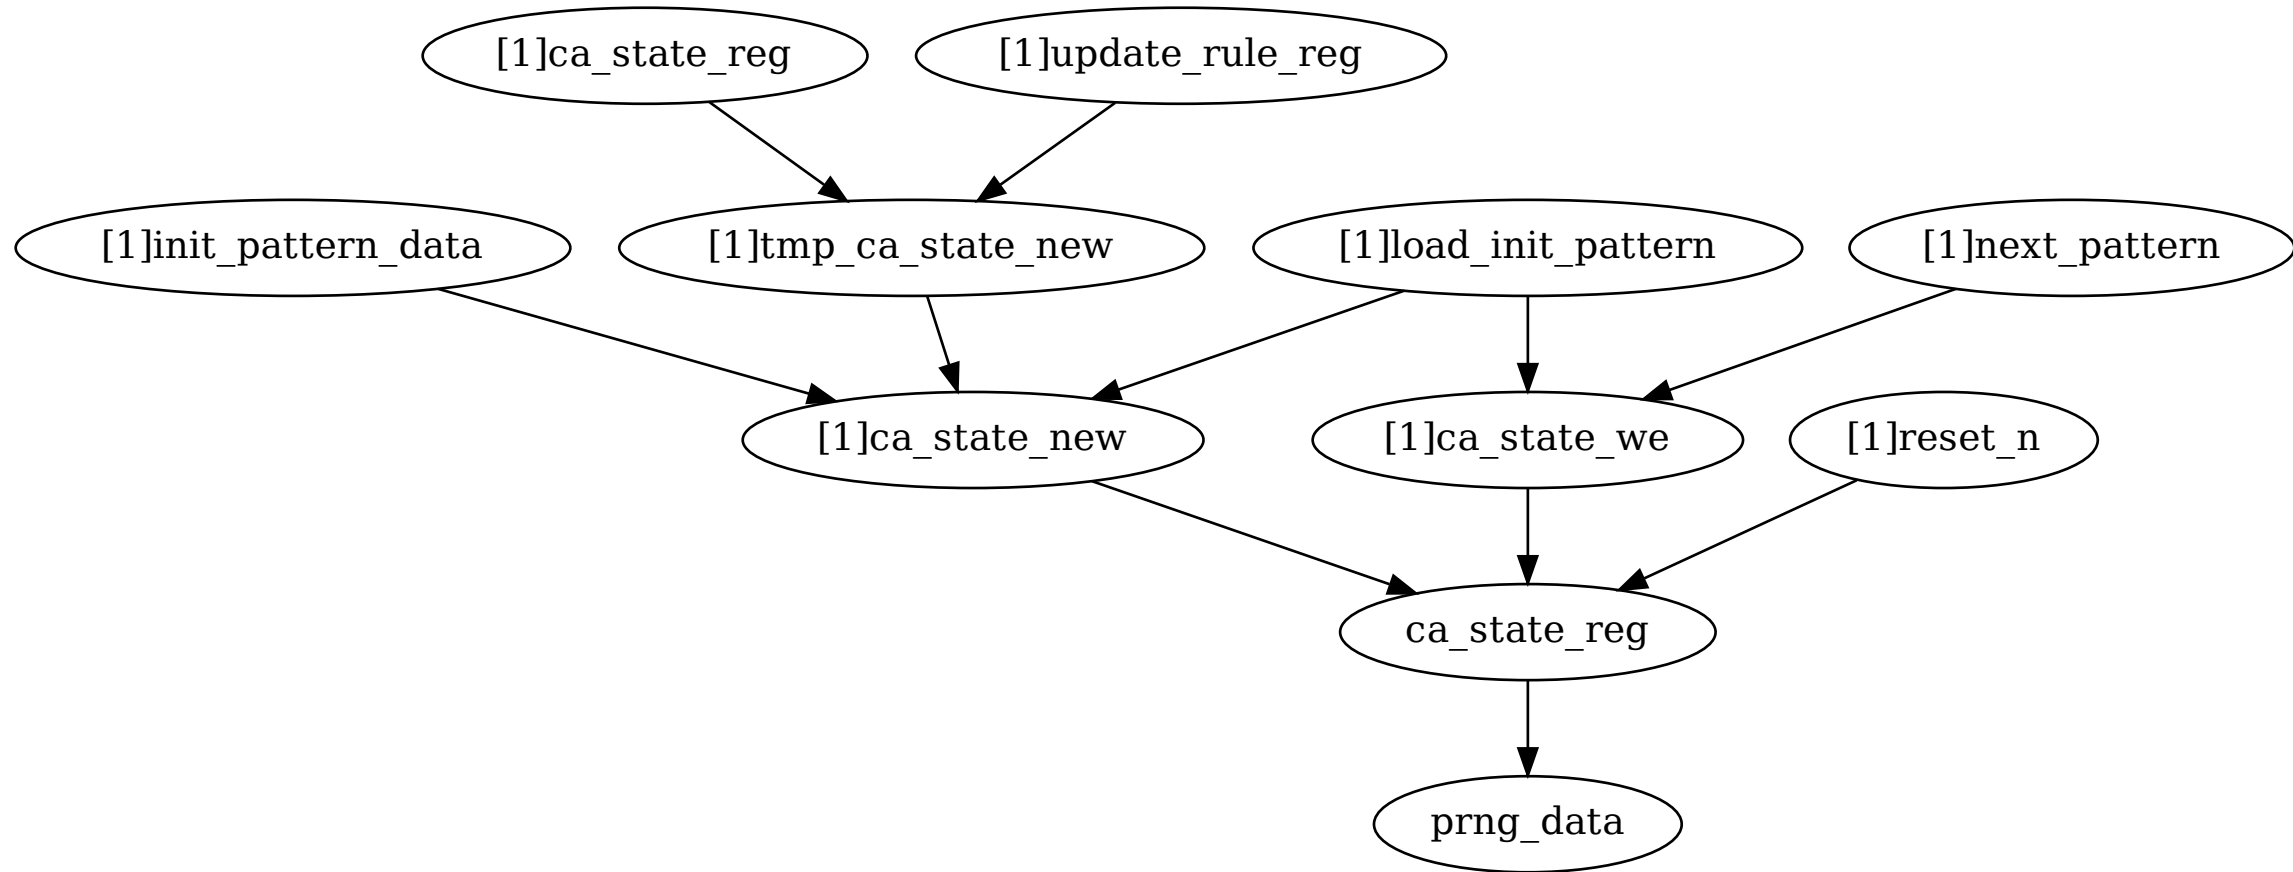 [1]ca_state_reg
[1]update_rule_reg
[1]init_pattern_data
[1]tmp_ca_state_new
[1]load_init_pattern
[1]next_pattern
[1]ca_state_new
[1]ca_state_we
[1]reset_n
ca_state_reg
prng_data